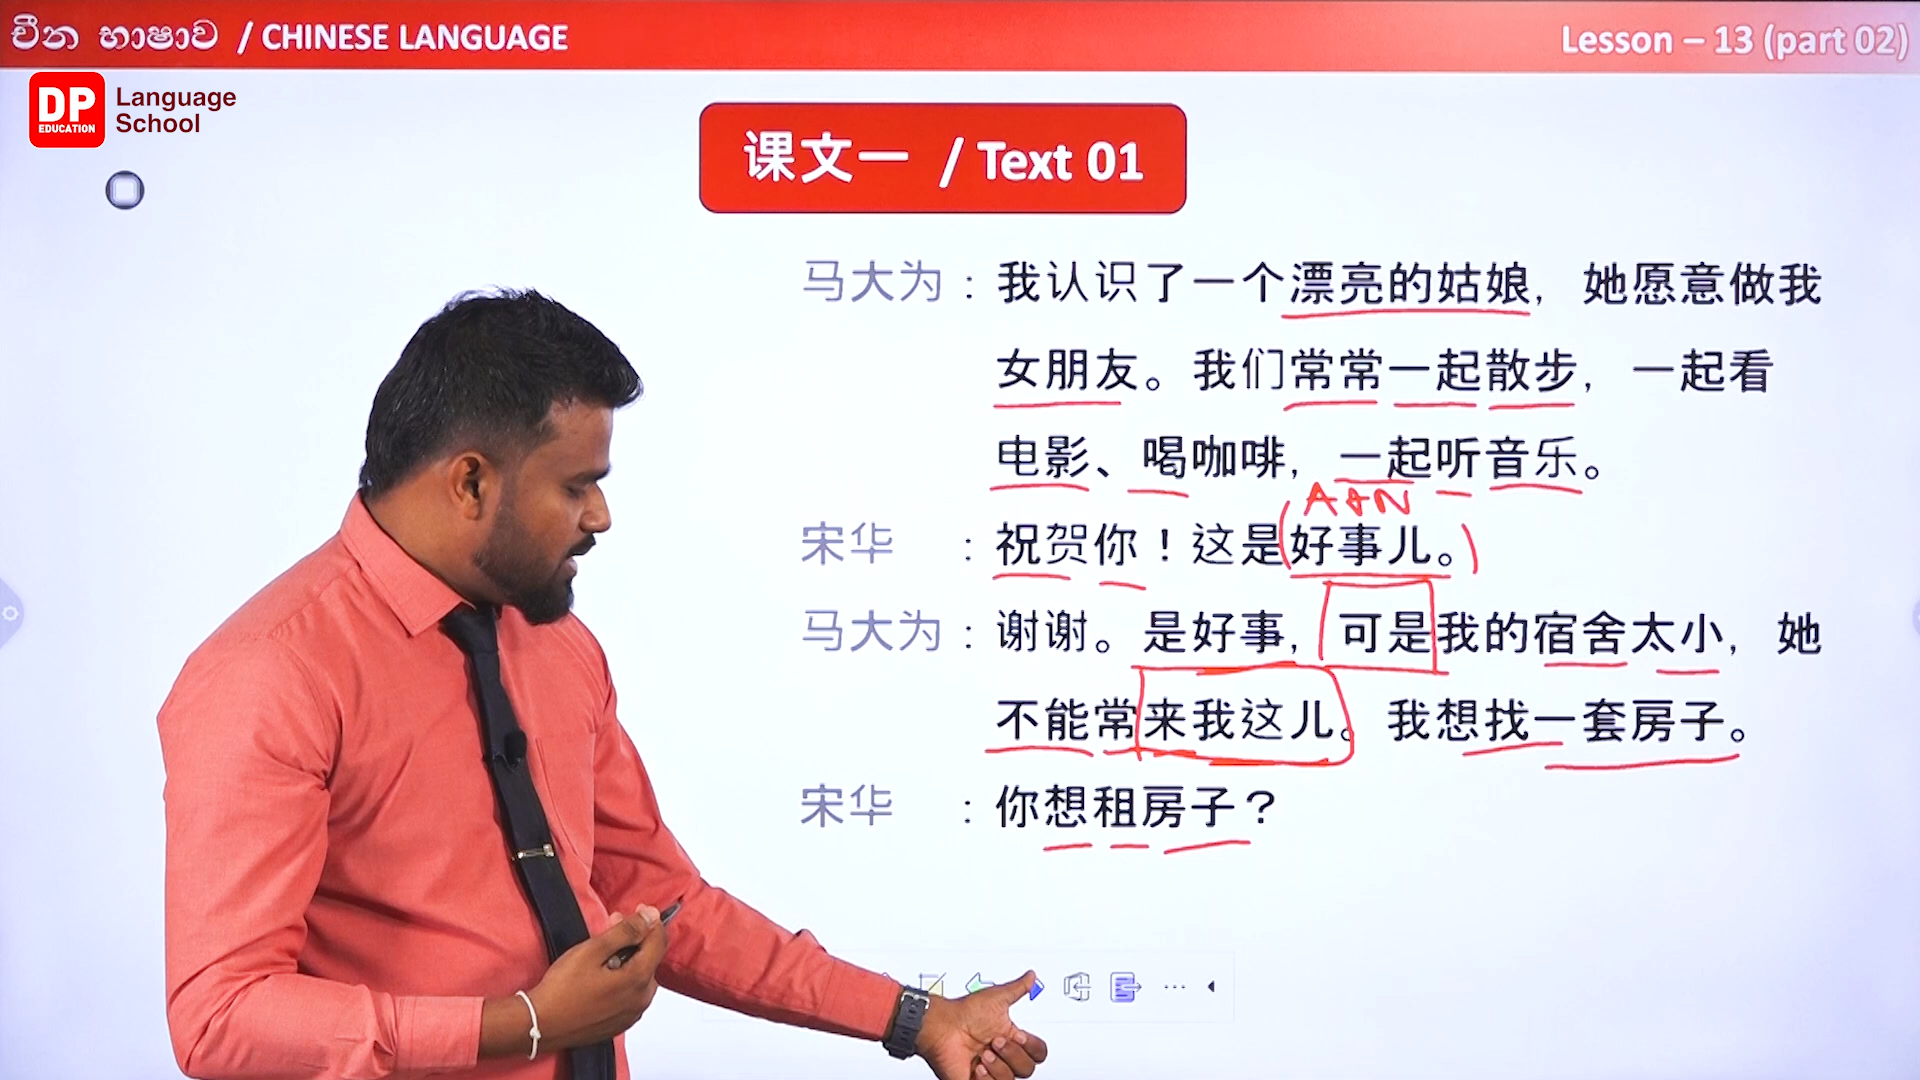 චීන භාෂාව / CHINESE LANGUAGE
Lesson – 13 (part 02)
DP
EDUCATION
Language
School
课文一 / Text 01
马大为 : 我认识了一个漂亮的姑娘, 她愿意做我
女朋友。我们常常一起散步, 一起看
电影、喝咖啡, 一起听音乐。
A+N
宋华 : 祝贺你！这是(好事儿。)
马大为 : 谢谢。是好事, 可是我的宿舍太小, 她
不能常来我这儿。我想找一套房子。
宋华 : 你想租房子？